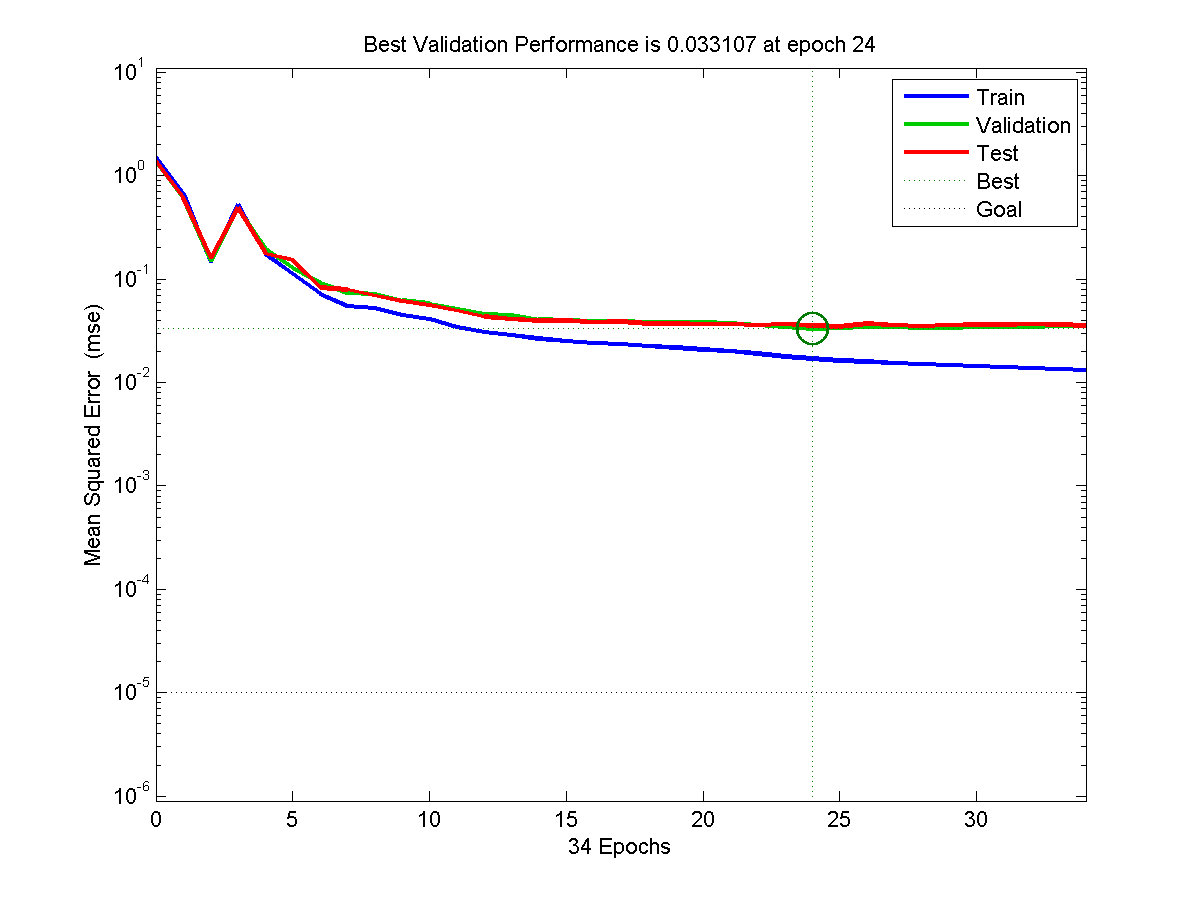 Best Validation Performance is 0.033107 at epoch 24
10^1
10^0
10^-1
10^-2
10^-3
10^-4
10^-5
10^-6
Mean Squared Error (mse)
Train
Validation
Test
Best
Goal
0 5 10 15 20 25 30
34 Epochs